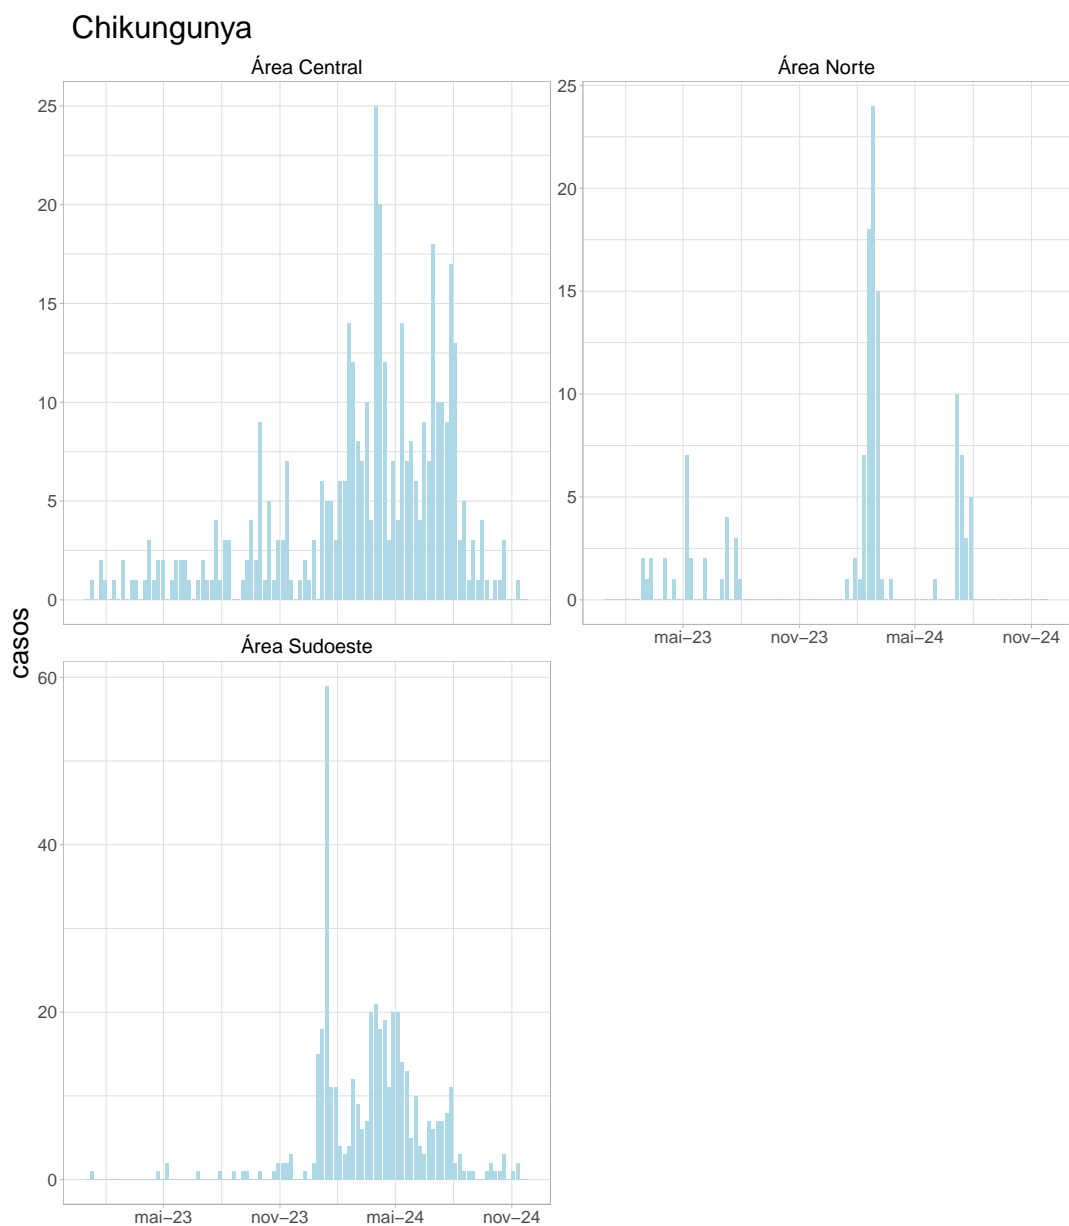 Chikungunya
Área Central
25
20
15
10
5
0
Área Norte
25
20
15
10
5
0
mai–23 nov–23 mai–24 nov–24
casos
Área Sudoeste
60
40
20
0
mai–23 nov–23 mai–24 nov–24